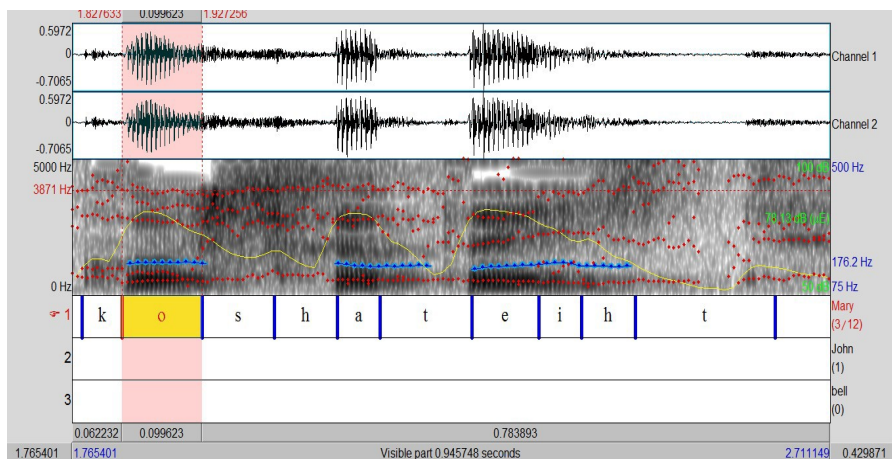 1.827633 0.099623 1.927256
0.5972
0
-0.7065
Channel 1
0.5972
0
-0.7065
Channel 2
5000 Hz
3871 Hz
0 Hz
500 Hz
176.2 Hz
75 Hz
1 k o s h a t e i h t Mary
(3/12)
2 John
(1)
3 bell
(0)
0.062232 0.099623 0.783893
1.765401 1.765401 Visible part 0.945748 seconds 2.711149 0.429871